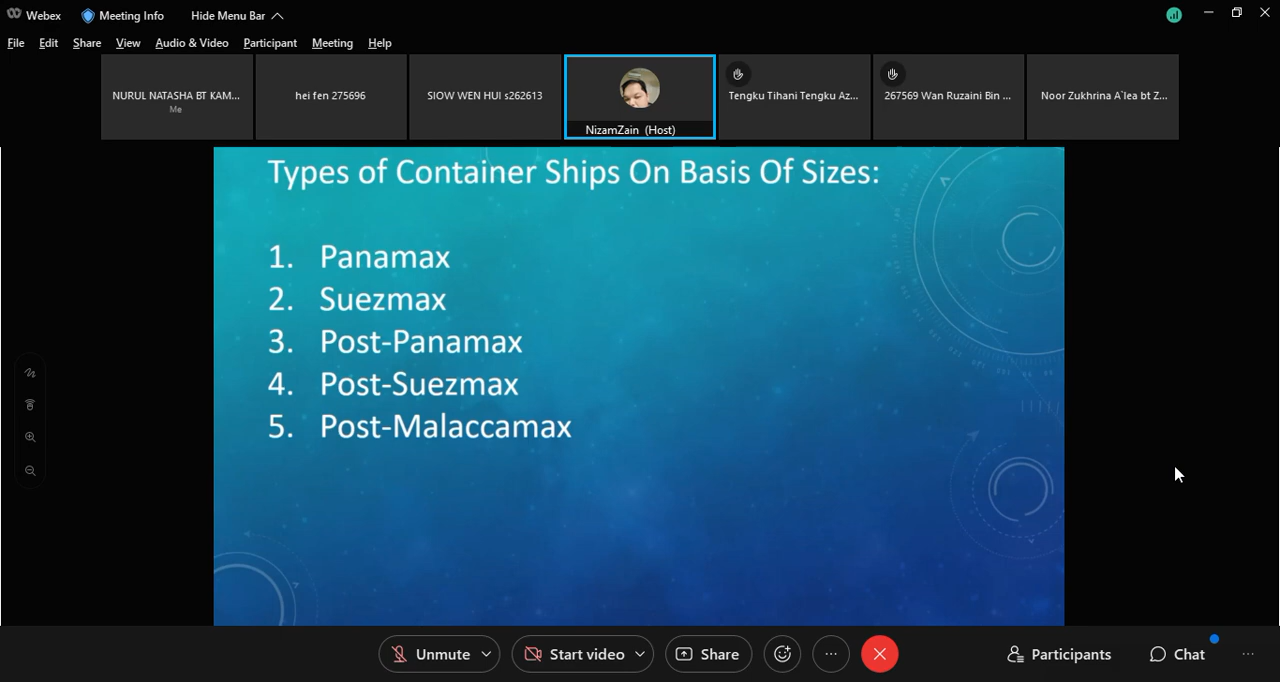 Webex
Meeting Info
Hide Menu Bar
File Edit Share View Audio & Video Participant Meeting Help
NURUL NATASHA BT KAM...
Me
hei fen 275696
SIOW WEN HUI s262613
NizamZain (Host)
Tengku Tihani Tengku Az...
267569 Wan Ruzaini Bin ...
Noor Zukhrina A`lea bt Z...
Types of Container Ships On Basis Of Sizes:
1. Panamax
2. Suezmax
3. Post-Panamax
4. Post-Suezmax
5. Post-Malaccamax
Unmute
Start video
Share
Participants
Chat